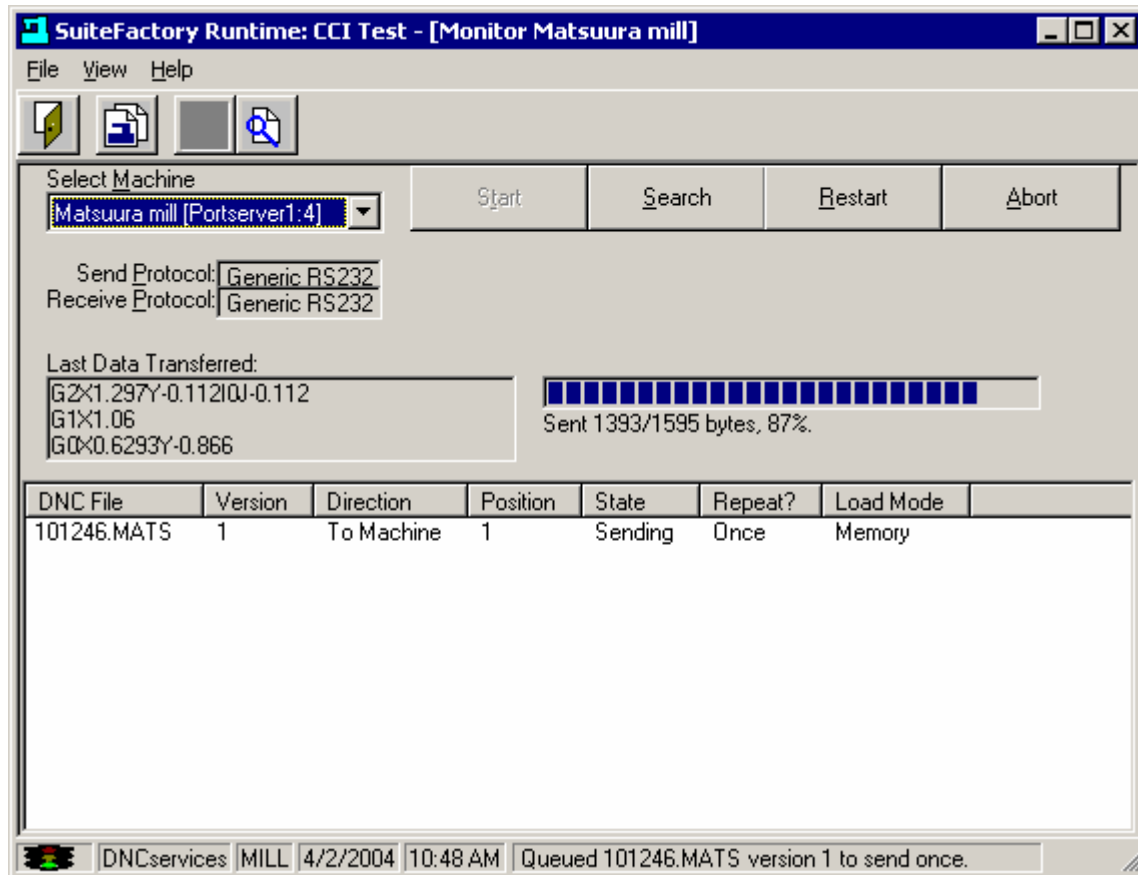 SuiteFactory Runtime: CCI Test - [Monitor Matsuura mill]
File View Help
Select Machine
Matsuura mill [Portserver1:4]
Start Search Restart Abort
Send Protocol: Generic RS232
Receive Protocol: Generic RS232
Last Data Transferred:
G2X1.297Y-0.112I0J-0.112
G1X1.06
G0X0.6293Y-0.866
Sent 1393/1595 bytes, 87%.
DNC File Version Direction Position State Repeat? Load Mode
101246.MATS 1 To Machine 1 Sending Once Memory
DNCservices MILL 4/2/2004 10:48 AM Queued 101246.MATS version 1 to send once.